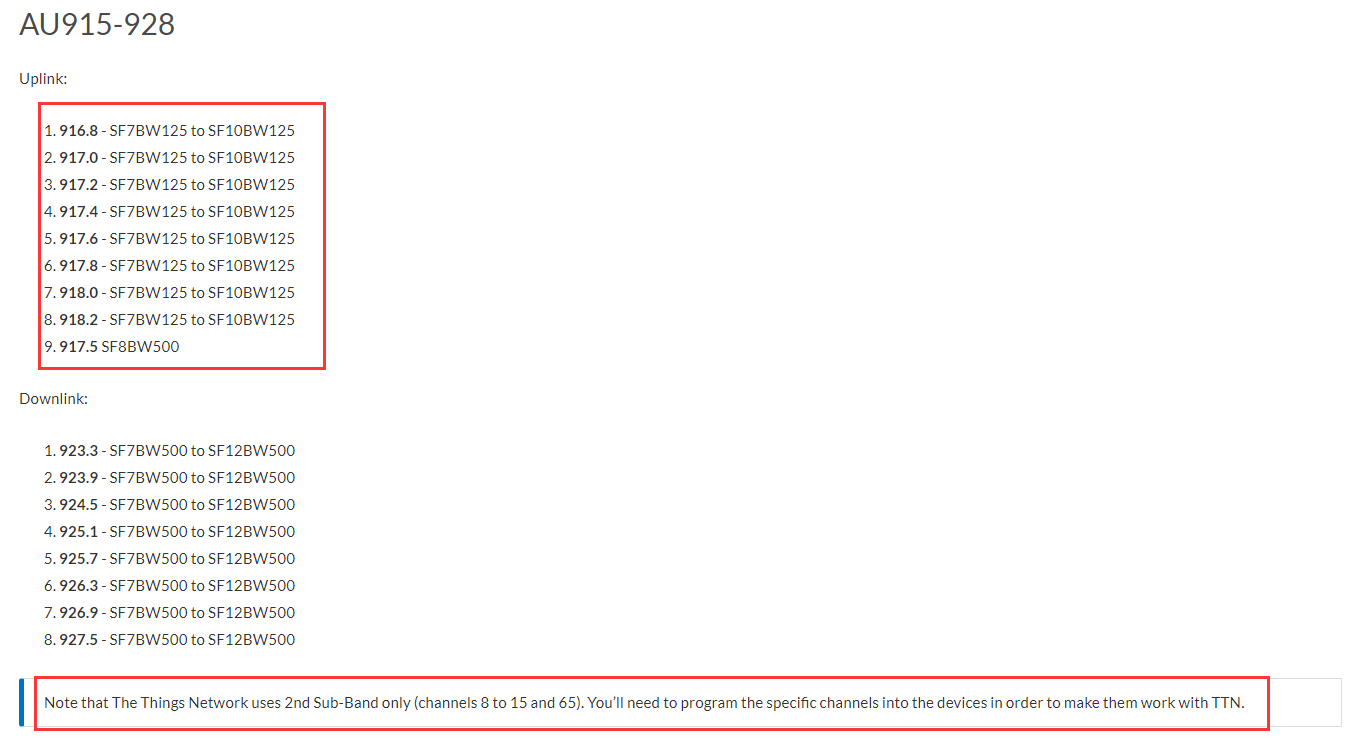 AU915-928
Uplink:
1. 916.8 - SF7BW125 to SF10BW125
2. 917.0 - SF7BW125 to SF10BW125
3. 917.2 - SF7BW125 to SF10BW125
4. 917.4 - SF7BW125 to SF10BW125
5. 917.6 - SF7BW125 to SF10BW125
6. 917.8 - SF7BW125 to SF10BW125
7. 918.0 - SF7BW125 to SF10BW125
8. 918.2 - SF7BW125 to SF10BW125
9. 917.5 SF8BW500
Downlink:
1. 923.3 - SF7BW500 to SF12BW500
2. 923.9 - SF7BW500 to SF12BW500
3. 924.5 - SF7BW500 to SF12BW500
4. 925.1 - SF7BW500 to SF12BW500
5. 925.7 - SF7BW500 to SF12BW500
6. 926.3 - SF7BW500 to SF12BW500
7. 926.9 - SF7BW500 to SF12BW500
8. 927.5 - SF7BW500 to SF12BW500
Note that The Things Network uses 2nd Sub-Band only (channels 8 to 15 and 65). You’ll need to program the specific channels into the devices in order to make them work with TTN.